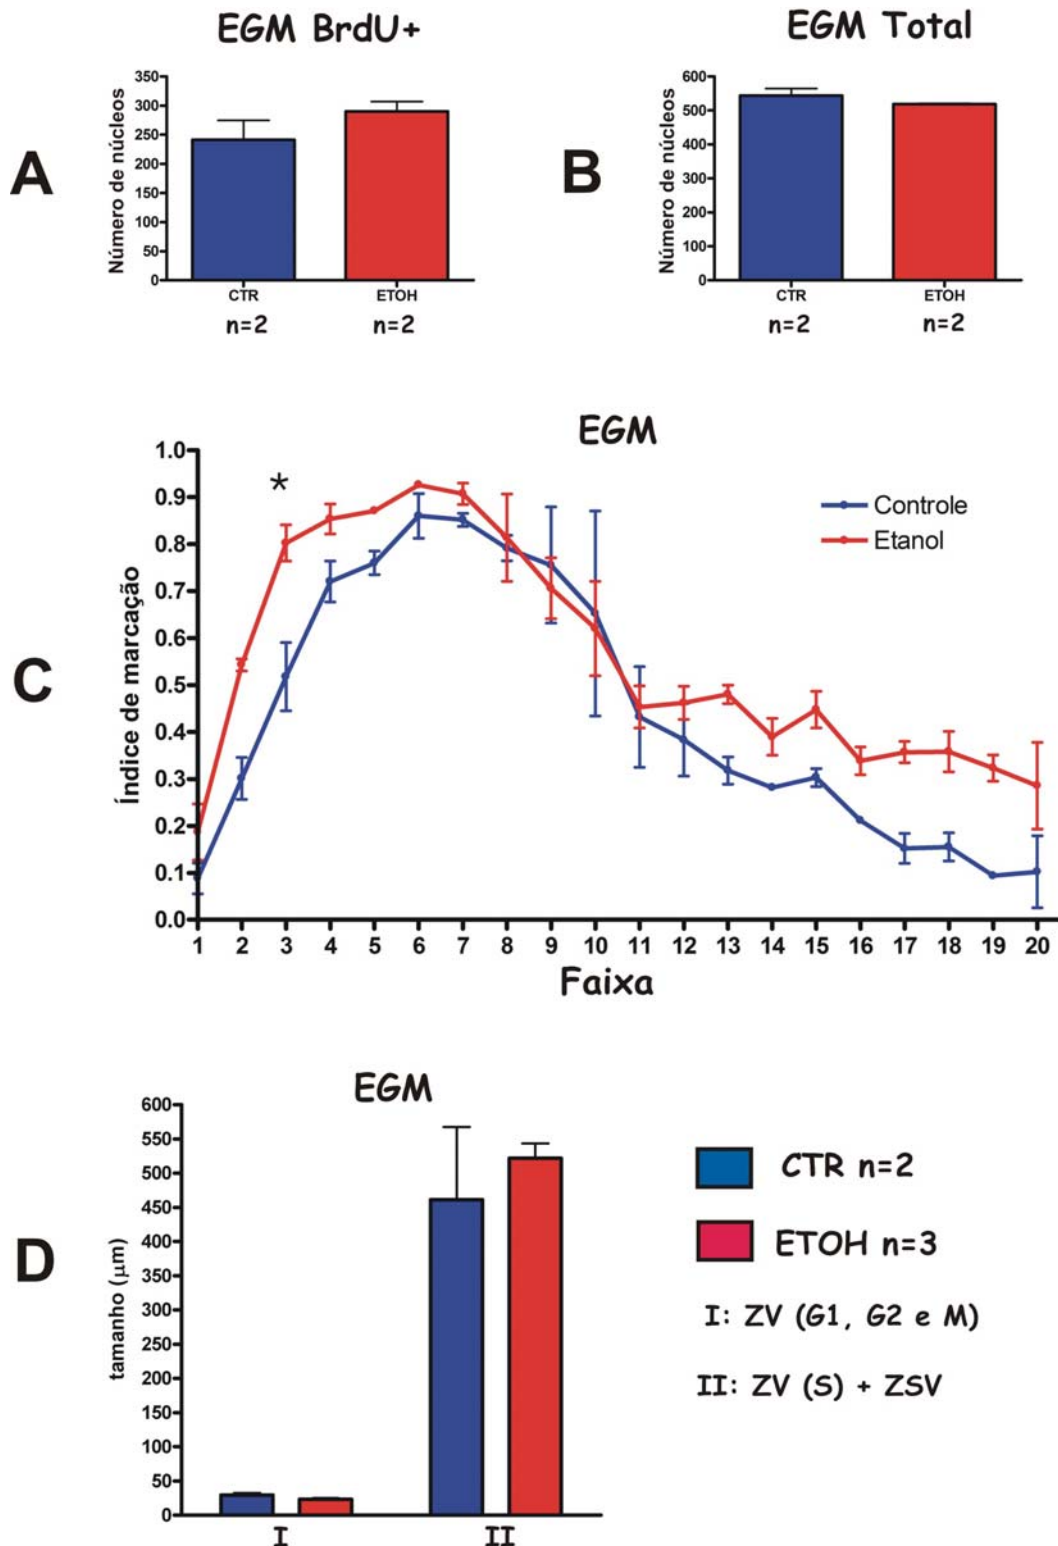 EGM BrdU+
EGM Total
A
Número de núcleos
350
300
250
200
150
100
50
0
CTR
ETOH
n=2
n=2
B
Número de núcleos
600
500
400
300
200
100
0
CTR
ETOH
n=2
n=2
C
EGM
índice de marcação
1.0
0.9
0.8
0.7
0.6
0.5
0.4
0.3
0.2
0.1
0.0
*
Controle
Etanol
1 2 3 4 5 6 7 8 9 10 11 12 13 14 15 16 17 18 19 20
Faixa
D
EGM
tamanho (µm)
600
550
500
450
400
350
300
250
200
150
100
50
0
I
II
CTR n=2
ETOH n=3
I: ZV (G1, G2 e M)
II: ZV (S) + ZSV